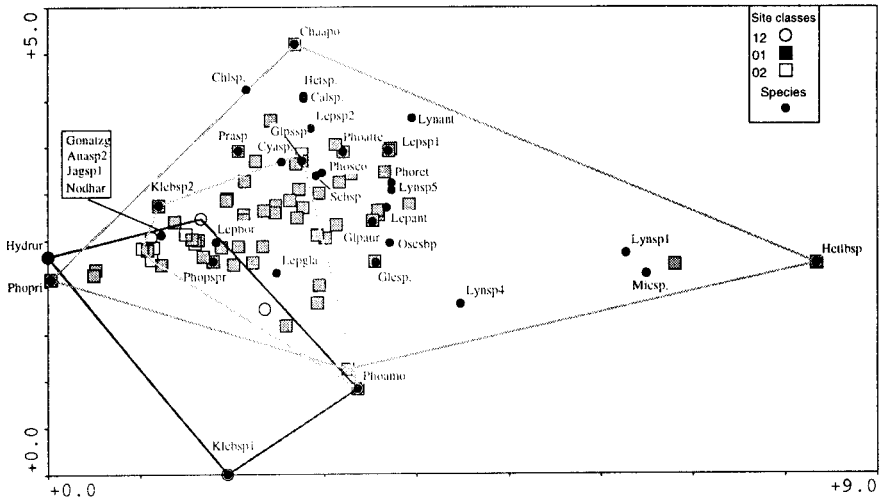 +5.0
Site classes
12
01
02
Species
Chaapo
Chlsp.
Hetsp.
Calsp.
Lepsp2
Lynant
Prasp
Glpssp
Phoatte
Lepsp1
Cyasp.
Gonatzg
Anasp2
Jagsp1
Nodhar
Phosco
Phoret
Schsp
Lynsp5
Klebsp2
Lepant
Lepbor
Glpaur
Oscsbp
Hydrur
Lepgla
Lynsp1
Hetbsp
Glesp.
Phopspr
Micsp.
Phopri
Lynsp4
Phoamo
Klebsp1
+0.0
+0.0
+9.0